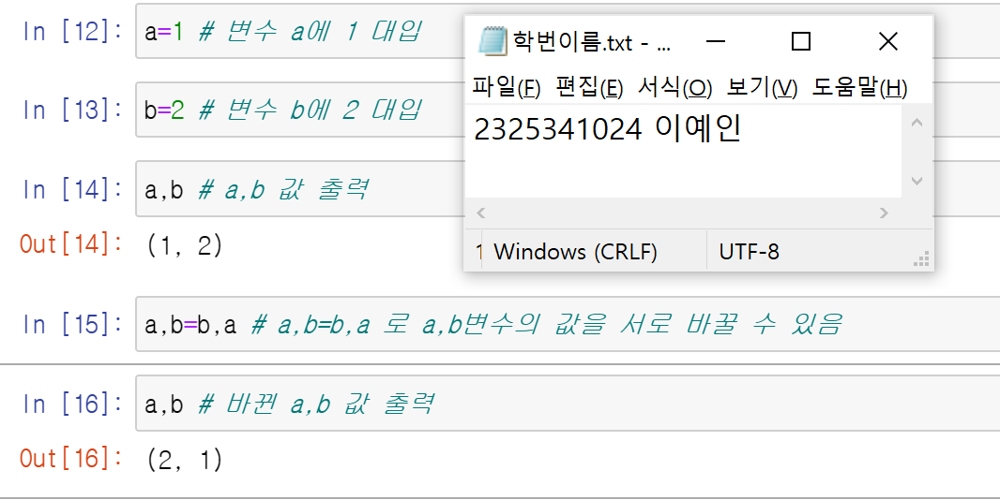 In [12]: a=1 # 변수 a에 1 대입
In [13]: b=2 # 변수 b에 2 대입
In [14]: a,b # a,b 값 출력
Out[14]: (1, 2)
In [15]: a,b=b,a # a,b=b,a 로 a,b변수의 값을 서로 바꿀 수 있음
In [16]: a,b # 바뀐 a,b 값 출력
Out[16]: (2, 1)
학번이름.txt - ...
파일(F) 편집(E) 서식(O) 보기(V) 도움말(H)
2325341024 이예인
Windows (CRLF) UTF-8